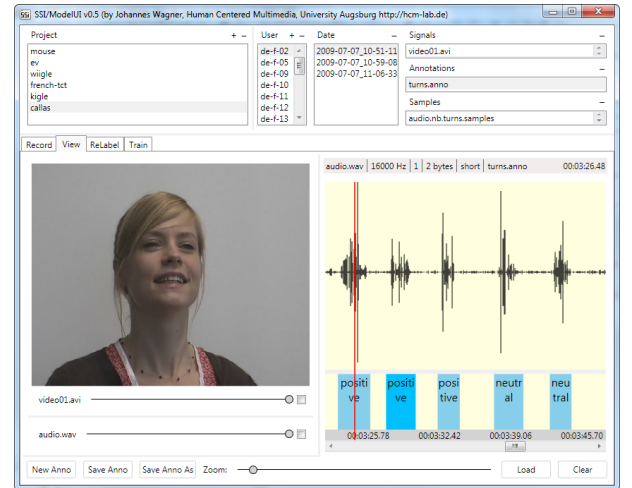 SSI/ModelUI v0.5 (by Johannes Wagner, Human Centered Multimedia, University Augsburg http://hcm-lab.de)
Project + –
mouse
ev
wiigle
french-tct
kigle
callas
User + –
de-f-02
de-f-05
de-f-09
de-f-10
de-f-11
de-f-12
de-f-13
Date –
2009-07-07_10-51-11
2009-07-07_10-59-08
2009-07-07_11-06-33
Signals
video01.avi
Annotations –
turns.anno
Samples –
audio.nb.turns.samples
Record View ReLabel Train
audio.wav 16000 Hz 1 2 bytes short turns.anno 00:03:26.48
positi
ve
positi
ve
posi
tive
neutr
al
neu
tral
00:03:25.78 00:03:32.42 00:03:39.06 00:03:45.70
video01.avi
audio.wav
New Anno Save Anno Save Anno As Zoom: Load Clear